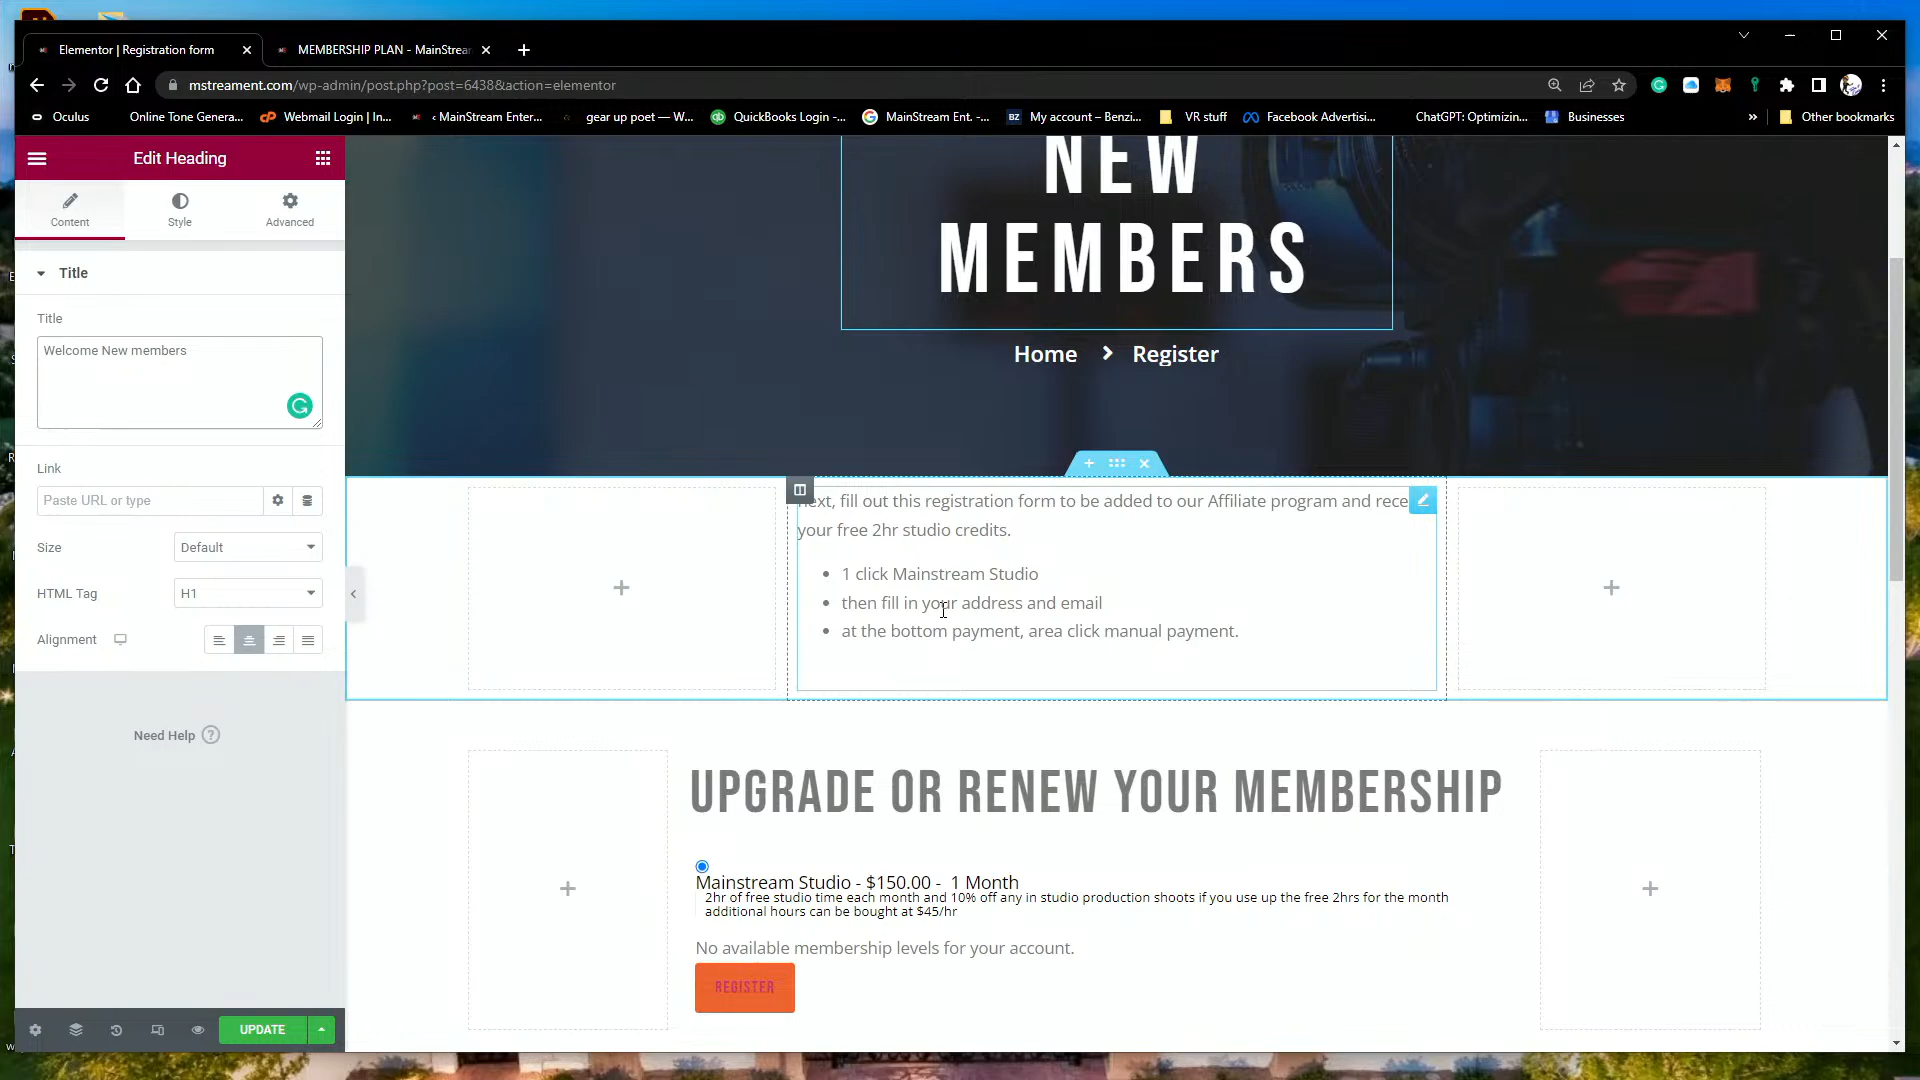 Elementor | Registration form
MEMBERSHIP PLAN - MainStrear
mstreament.com/wp-admin/post.php?post=6438&action=elementor
Oculus
Online Tone Genera...
Webmail Login | In...
‹ MainStream Enter...
gear up poet — W...
QuickBooks Login -...
MainStream Ent. -...
BZ
My account – Benzi...
VR stuff
Facebook Advertisi...
ChatGPT: Optimizin...
Businesses
»
Other bookmarks
Edit Heading
Content
Style
Advanced
Title
Title
Welcome New members
Link
Paste URL or type
Size
Default
HTML Tag
H1
Alignment
Need Help
UPDATE
NEW
MEMBERS
Home
Register
next, fill out this registration form to be added to our Affiliate program and rece
your free 2hr studio credits.
• 1 click Mainstream Studio
• then fill in your address and email
• at the bottom payment, area click manual payment.
UPGRADE OR RENEW YOUR MEMBERSHIP
Mainstream Studio - $150.00 - 1 Month
2hr of free studio time each month and 10% off any in studio production shoots if you use up the free 2hrs for the month
additional hours can be bought at $45/hr
No available membership levels for your account.
REGISTER